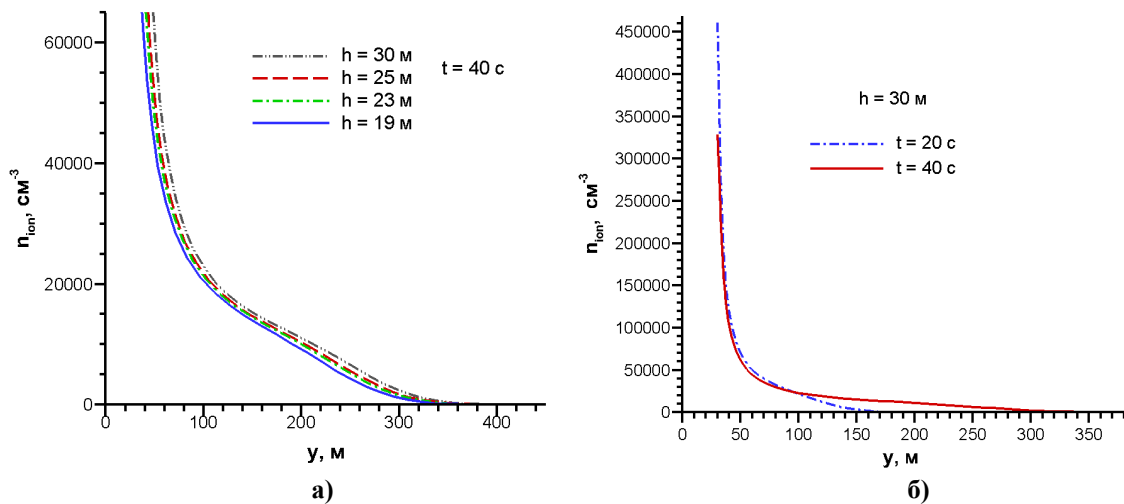 60000
40000
20000
0
n_ion, см^-3
h = 30 м
h = 25 м
h = 23 м
h = 19 м
t = 40 с
100
200
300
400
y, м
а)
450000
400000
350000
300000
250000
200000
150000
100000
50000
0
n_ion, см^-3
h = 30 м
t = 20 с
t = 40 с
0
50
100
150
200
250
300
350
y, м
б)